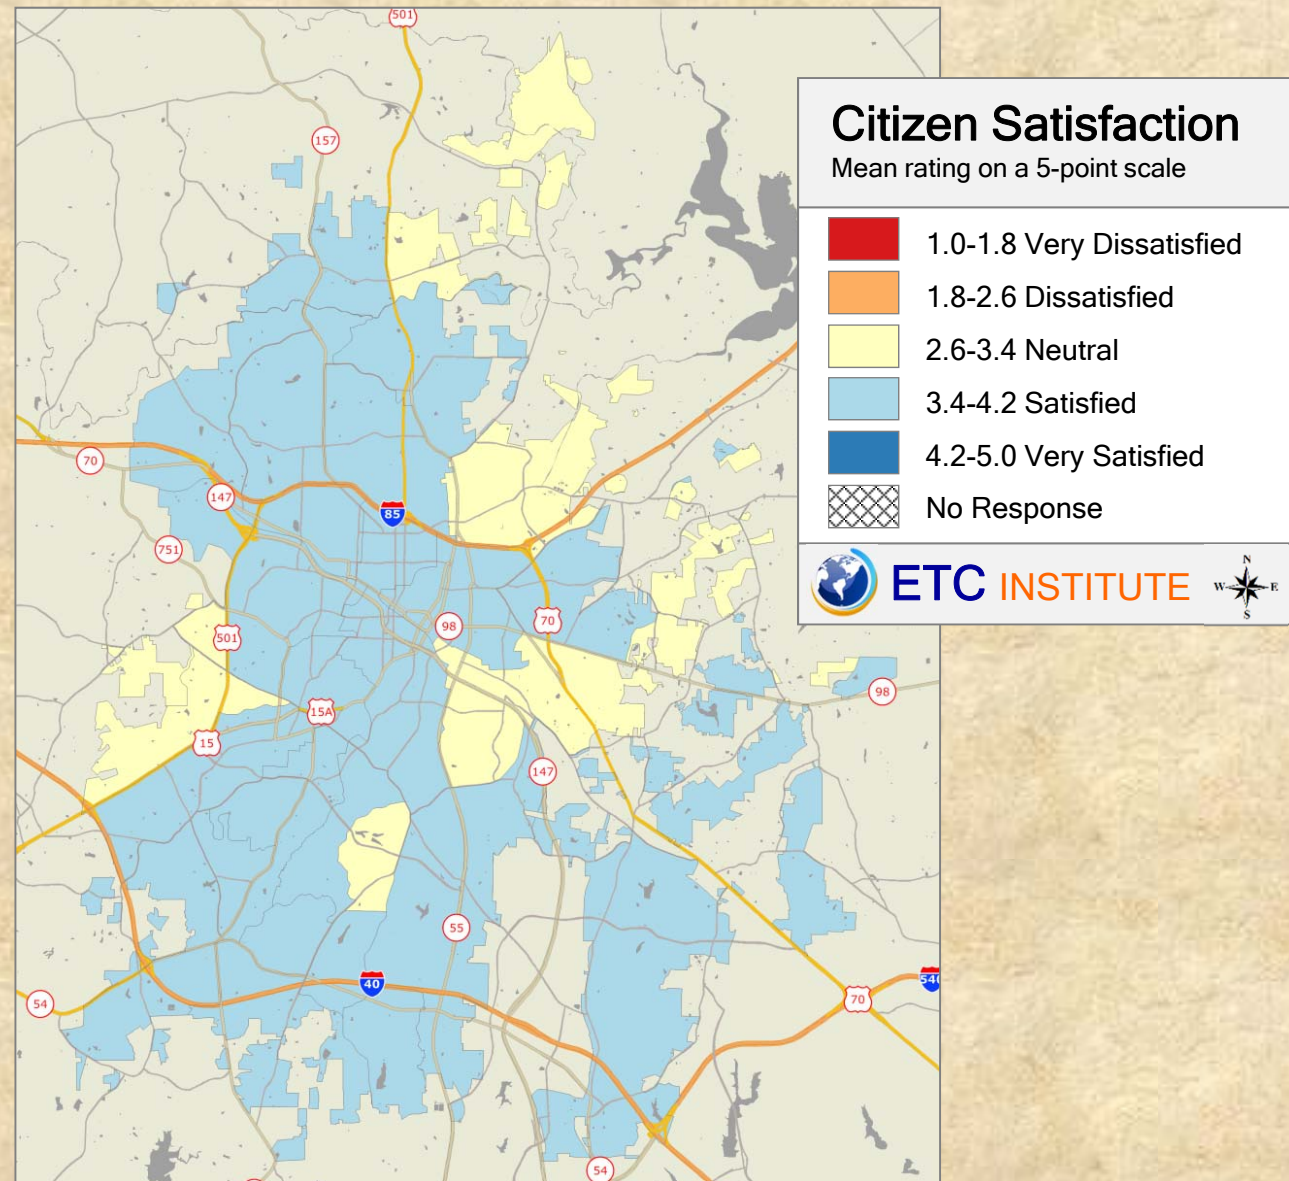 501
157
Citizen Satisfaction
Mean rating on a 5-point scale
1.0-1.8 Very Dissatisfied
1.8-2.6 Dissatisfied
2.6-3.4 Neutral
3.4-4.2 Satisfied
4.2-5.0 Very Satisfied
No Response
ETC INSTITUTE
N
W E
S
70
147
85
751
501
98
70
98
15A
15
147
55
40
54
70
540
54